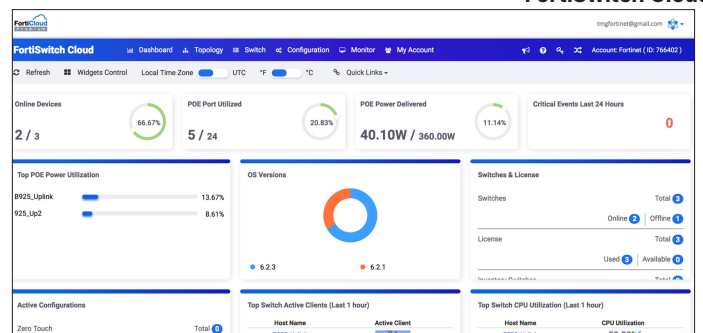 FortiCloud
tmgfortinet@gmail.com
FortiSwitch Cloud Dashboard Topology Switch Configuration Monitor My Account Account: Fortinet ( ID: 766402 )
Refresh Widgets Control Local Time Zone UTC °F °C Quick Links
Online Devices
2 / 3
66.67%
POE Port Utilized
5 / 24
20.83%
POE Power Delivered
40.10W / 360.00W
11.14%
Critical Events Last 24 Hours
0
Top POE Power Utilization
B925_Uplink 13.67%
925_Up2 8.61%
OS Versions
6.2.3 6.2.1
Switches & License
Switches Total 3
Online 2 Offline 1
License Total 3
Used 3 Available 0
Active Configurations
Zero Touch Total 0
Top Switch Active Clients (Last 1 hour)
Host Name Active Client
Top Switch CPU Utilization (Last 1 hour)
Host Name CPU Utilization